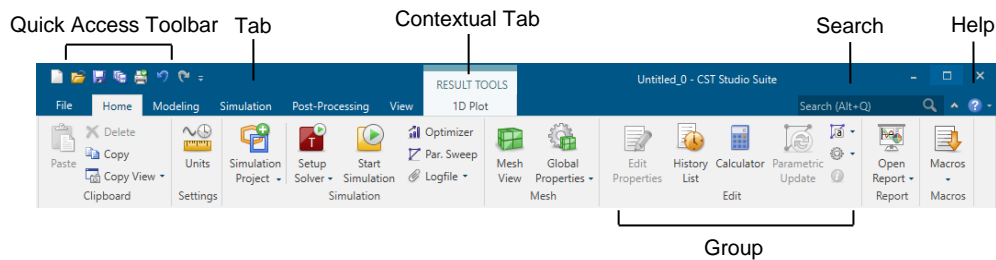 Quick Access Toolbar Tab Contextual Tab Search Help
RESULT TOOLS Untitled_0 - CST Studio Suite
File Home Modeling Simulation Post-Processing View 1D Plot Search (Alt+Q)
Delete Optimizer
Copy Par. Sweep
Paste Units Simulation Setup Start Mesh Global Edit History Calculator Parametric Open Macros
Copy View Project Solver Simulation Logfile View Properties Properties List Update Report
Clipboard Settings Simulation Mesh Edit Report Macros
Group